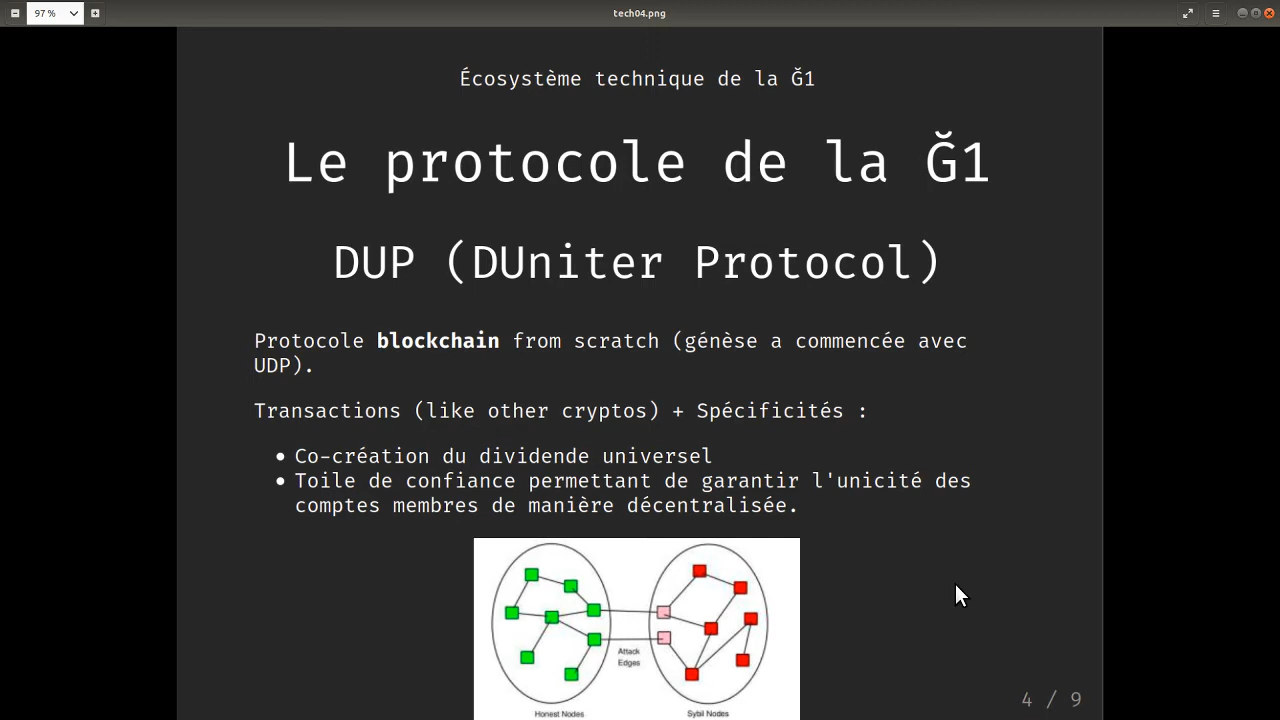 97 %
tech04.png
Écosystème technique de la Ğ1
Le protocole de la Ğ1
DUP (DUniter Protocol)
Protocole blockchain from scratch (génèse a commencée avec
UDP).
Transactions (like other cryptos) + Spécificités :
• Co-création du dividende universel
• Toile de confiance permettant de garantir l'unicité des
comptes membres de manière décentralisée.
Attack
Edges
Honest Nodes
Sybil Nodes
4 / 9